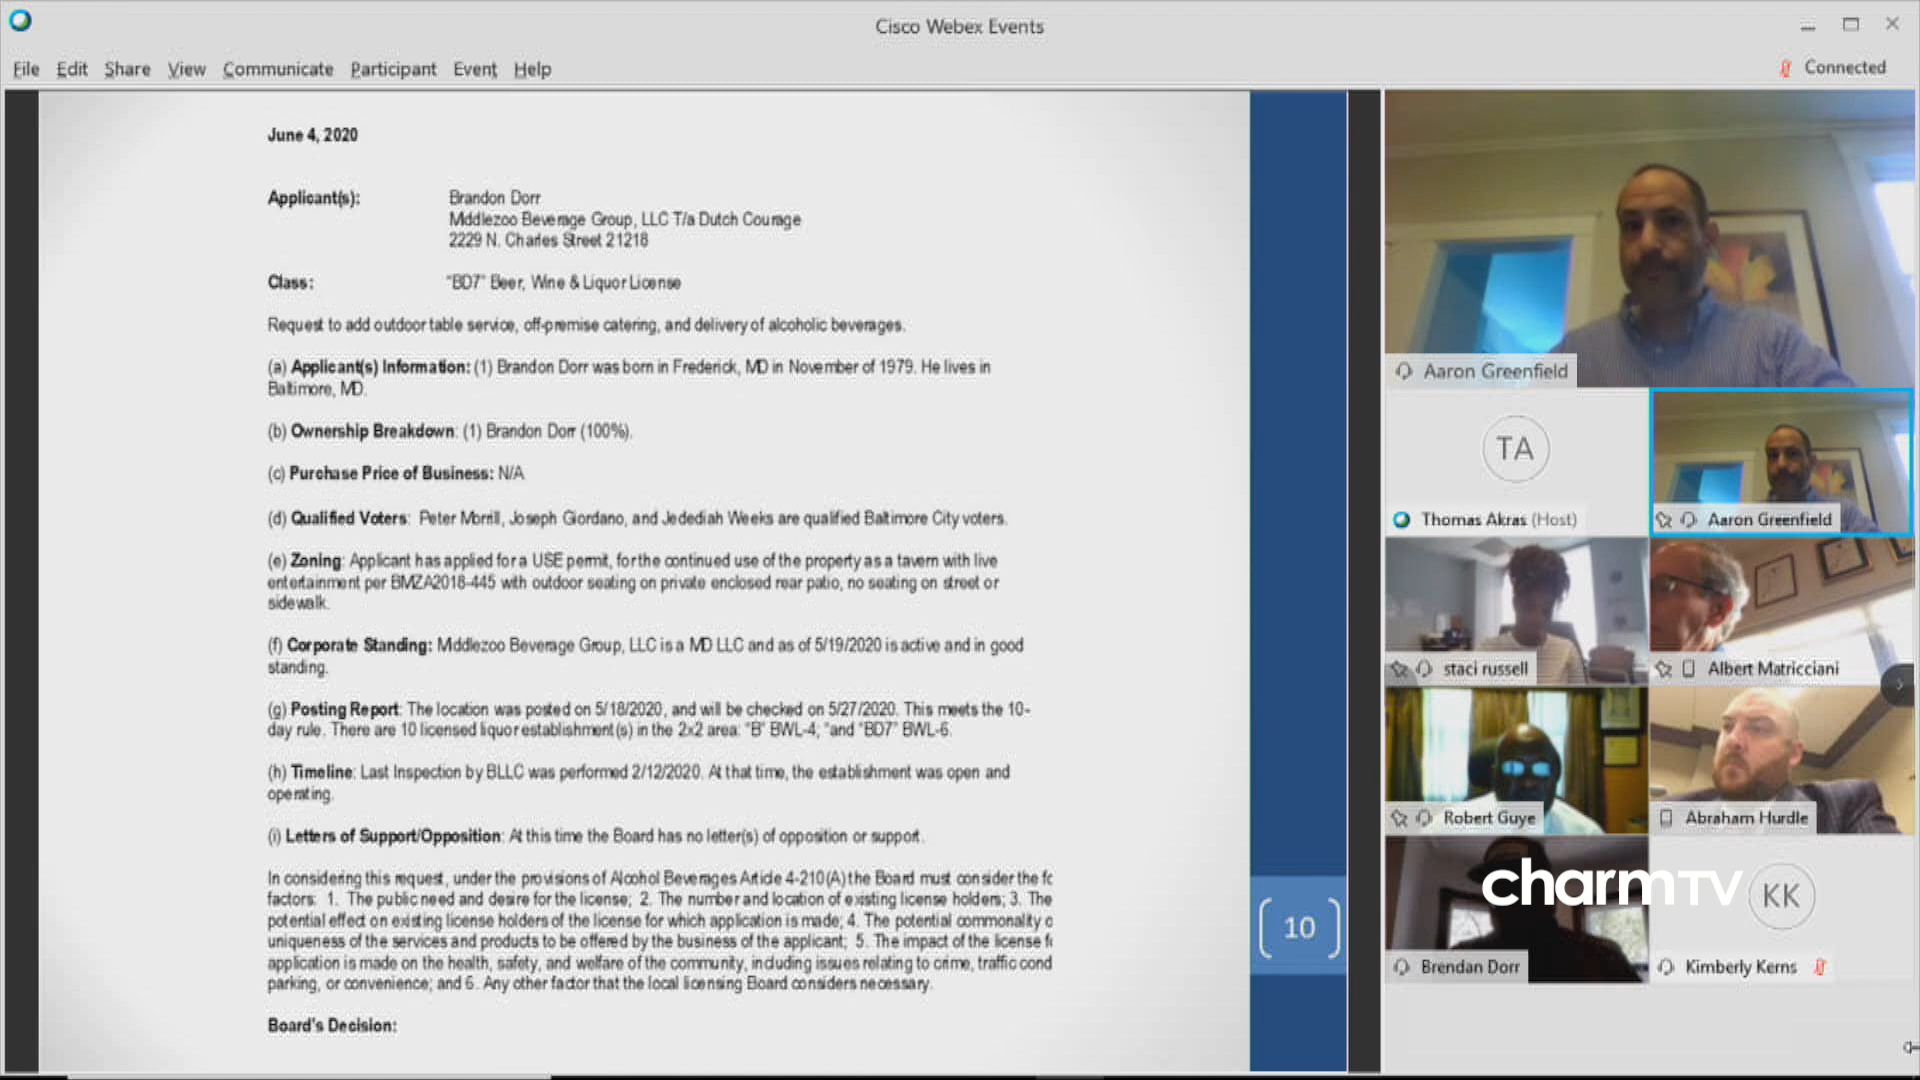 Cisco Webex Events
File Edit Share View Communicate Participant Event Help
Connected
June 4, 2020
Applicant(s): Brandon Dorr
Middlezoo Beverage Group, LLC T/a Dutch Courage
2229 N. Charles Street 21218
Class: "BD7" Beer, Wine & Liquor License
Request to add outdoor table service, off-premise catering, and delivery of alcoholic beverages.
(a) Applicant(s) Information: (1) Brandon Dorr was born in Frederick, MD in November of 1979. He lives in
Baltimore, MD.
(b) Ownership Breakdown: (1) Brandon Dorr (100%).
(c) Purchase Price of Business: N/A
(d) Qualified Voters: Peter Morrill, Joseph Giordano, and Jedediah Weeks are qualified Baltimore City voters.
(e) Zoning: Applicant has applied for a USE permit, for the continued use of the property as a tavern with live
entertainment per BMZA2018-445 with outdoor seating on private enclosed rear patio, no seating on street or
sidewalk.
(f) Corporate Standing: Middlezoo Beverage Group, LLC is a MD LLC and as of 5/19/2020 is active and in good
standing.
(g) Posting Report: The location was posted on 5/18/2020, and will be checked on 5/27/2020. This meets the 10-
day rule. There are 10 licensed liquor establishment(s) in the 2x2 area: "B" BWL-4; "and "BD7" BWL-6.
(h) Timeline: Last Inspection by BLLC was performed 2/12/2020. At that time, the establishment was open and
operating.
(i) Letters of Support/Opposition: At this time the Board has no letter(s) of opposition or support.
In considering this request, under the provisions of Alcohol Beverages Article 4-210(A) the Board must consider the fo
factors: 1. The public need and desire for the license; 2. The number and location of existing license holders; 3. The
potential effect on existing license holders of the license for which application is made; 4. The potential commonality o
uniqueness of the services and products to be offered by the business of the applicant; 5. The impact of the license fo
application is made on the health, safety, and welfare of the community, including issues relating to crime, traffic cond
parking, or convenience; and 6. Any other factor that the local licensing Board considers necessary.
Board's Decision:
10
Aaron Greenfield
TA
Thomas Akras (Host)
Aaron Greenfield
staci russell
Albert Matricciani
Robert Guye
Abraham Hurdle
charmTV
KK
Brendan Dorr
Kimberly Kerns